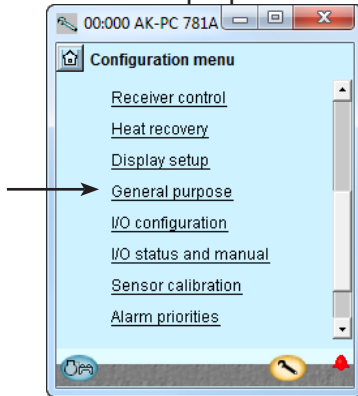 00:000 AK-PC 781A
Configuration menu
Receiver control
Heat recovery
Display setup
General purpose
I/O configuration
I/O status and manual
Sensor calibration
Alarm priorities